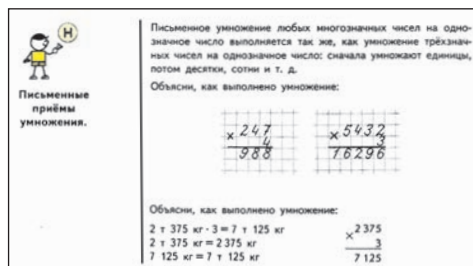 Н
Письменные
приёмы
умножения.
Письменное умножение любых многозначных чисел на одно-
значное число выполняется так же, как умножение трёхзнач-
ных чисел на однозначное число: сначала умножают единицы,
потом десятки, сотни и т. д.
Объясни, как выполнено умножение:
× 247
4
988
× 5432
3
16296
Объясни, как выполнено умножение:
2 т 375 кг · 3 = 7 т 125 кг
2 т 375 кг = 2 375 кг
7 125 кг = 7 т 125 кг
× 2 375
3
7 125